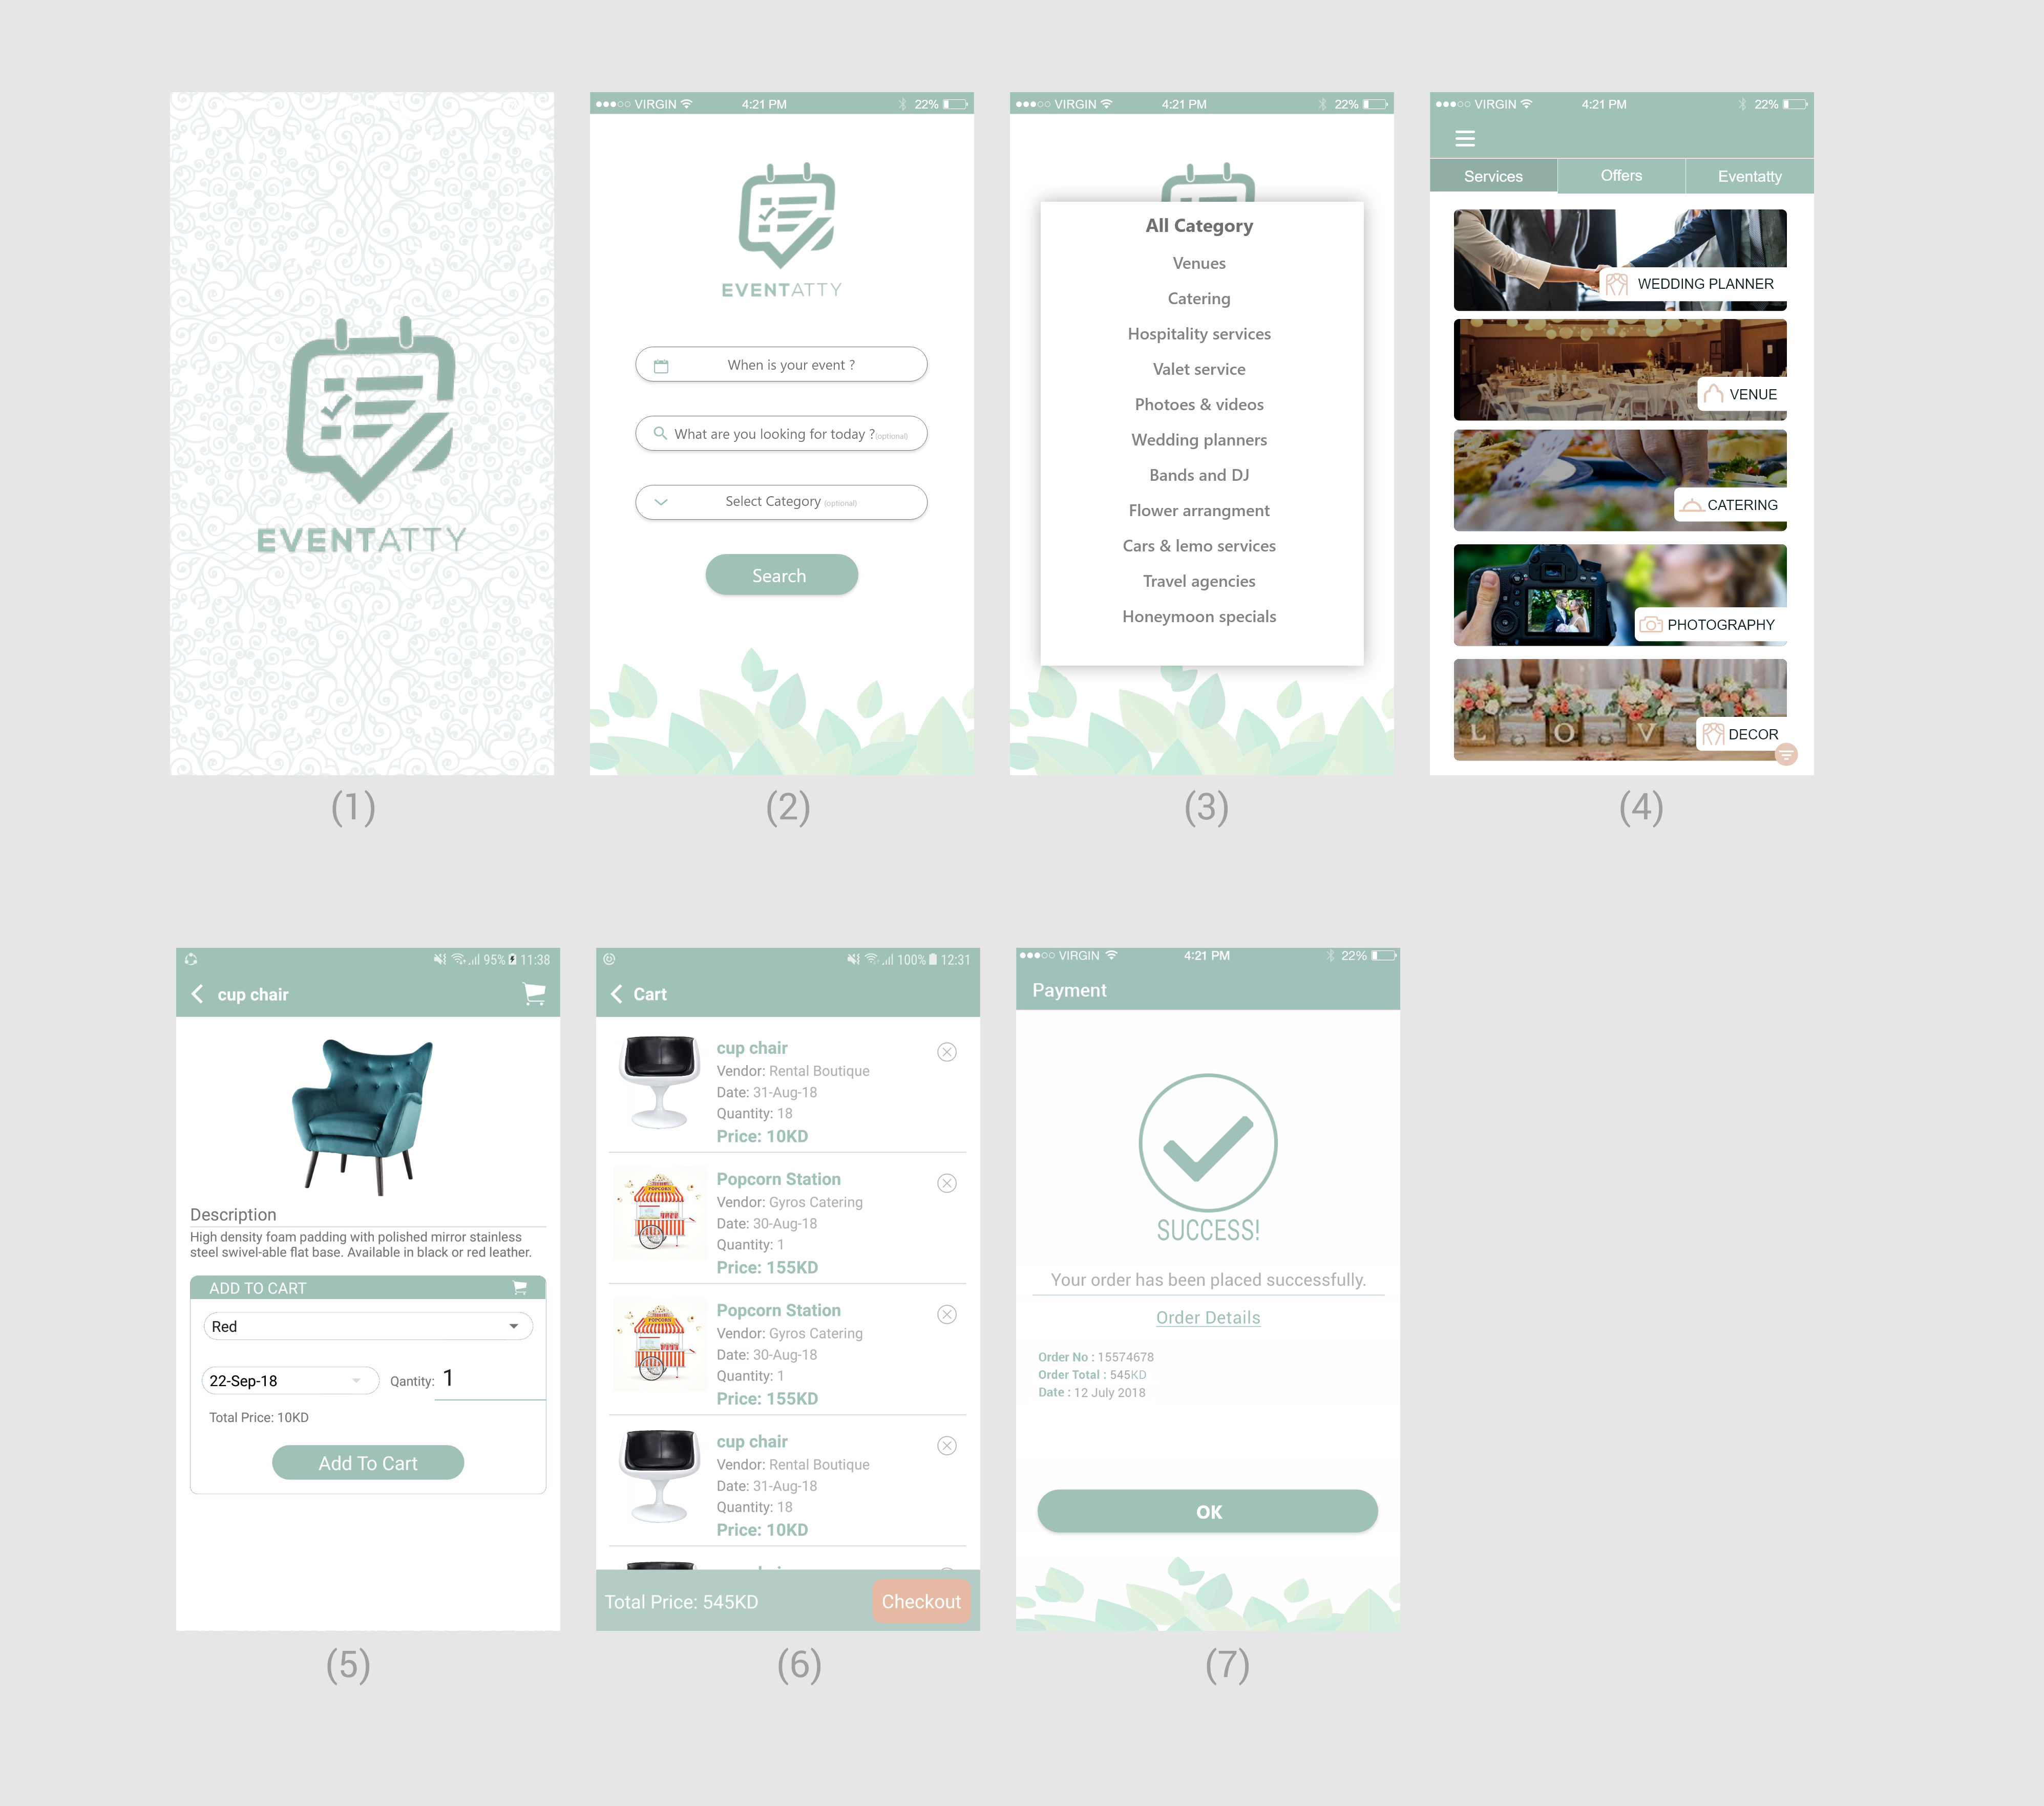 EVENTATTY
(1)
VIRGIN 4:21 PM 22%
EVENTATTY
When is your event ?
What are you looking for today ?(optional)
Select Category (optional)
Search
(2)
VIRGIN 4:21 PM 22%
All Category
Venues
Catering
Hospitality services
Valet service
Photoes & videos
Wedding planners
Bands and DJ
Flower arrangment
Cars & lemo services
Travel agencies
Honeymoon specials
(3)
VIRGIN 4:21 PM 22%
Services Offers Eventatty
WEDDING PLANNER
VENUE
CATERING
PHOTOGRAPHY
L O V
DECOR
(4)
95% 11:38
cup chair
Description
High density foam padding with polished mirror stainless
steel swivel-able flat base. Available in black or red leather.
ADD TO CART
Red
22-Sep-18 Qantity: 1
Total Price: 10KD
Add To Cart
(5)
100% 12:31
Cart
cup chair
Vendor: Rental Boutique
Date: 31-Aug-18
Quantity: 18
Price: 10KD
POPCORN
Popcorn Station
Vendor: Gyros Catering
Date: 30-Aug-18
Quantity: 1
Price: 155KD
POPCORN
Popcorn Station
Vendor: Gyros Catering
Date: 30-Aug-18
Quantity: 1
Price: 155KD
cup chair
Vendor: Rental Boutique
Date: 31-Aug-18
Quantity: 18
Price: 10KD
Total Price: 545KD Checkout
(6)
VIRGIN 4:21 PM 22%
Payment
SUCCESS!
Your order has been placed successfully.
Order Details
Order No : 15574678
Order Total : 545KD
Date : 12 July 2018
OK
(7)